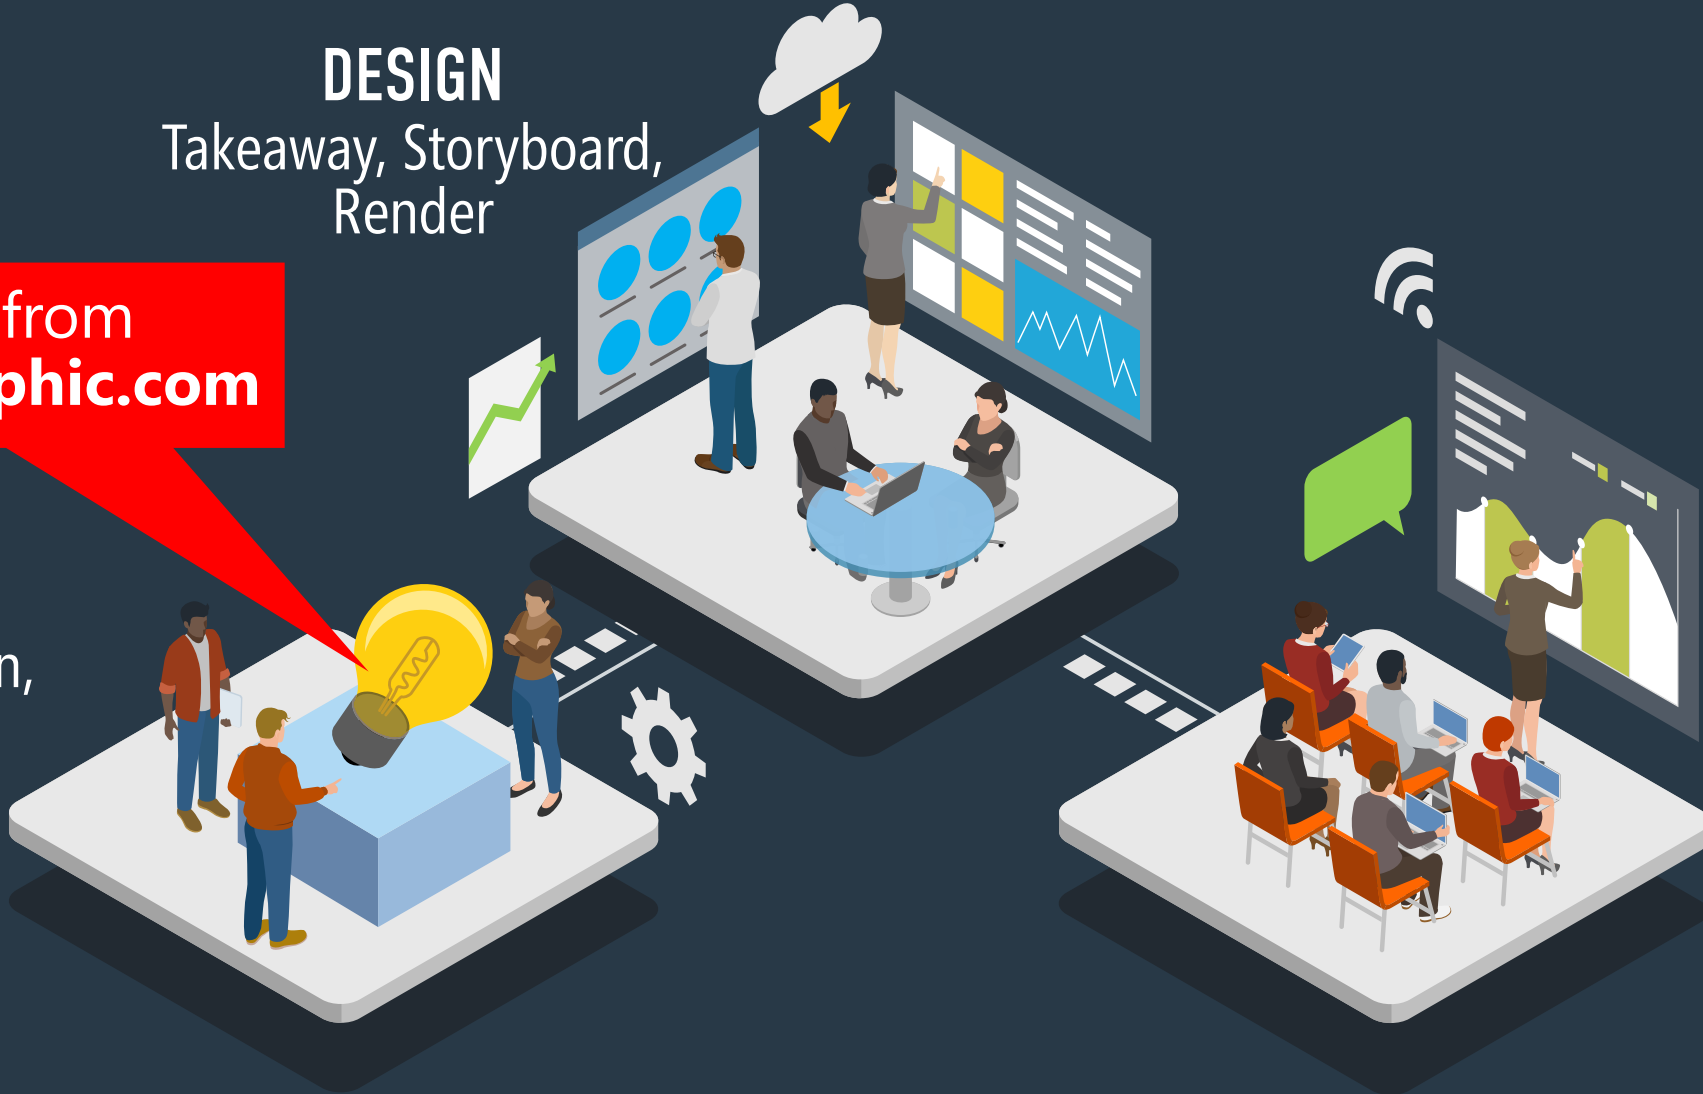 DESIGN
Takeaway, Storyboard,
Render
from
phic.com
n,